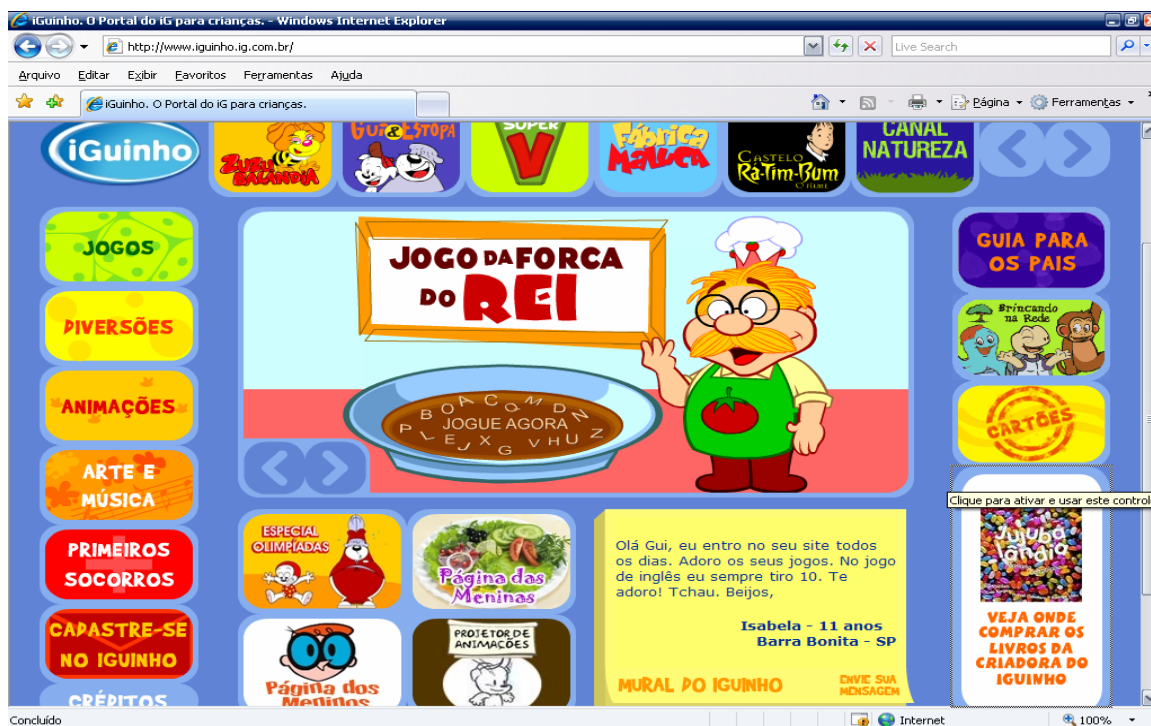 iGuinho. O Portal do iG para crianças. - Windows Internet Explorer
http://www.iguinho.ig.com.br/
Live Search
Arquivo Editar Exibir Favoritos Ferramentas Ajuda
iGuinho. O Portal do iG para crianças.
Página Ferramentas
iGuinho
ZUZU
BALANDIA
GUI & ESTOPA
SUPER
V
Fábrica
Maluca
CASTELO
Rá-Tim-Bum
O filme
CANAL
NATUREZA
JOGOS
DIVERSÕES
ANIMAÇÕES
ARTE E
MÚSICA
PRIMEIROS
SOCORROS
CADASTRE-SE
NO IGUINHO
CRÉDITOS
JOGO DA FORCA
DO REI
B O A C Q M D N
P JOGUE AGORA
L E J X G V H U Z
GUIA PARA
OS PAIS
Brincando
na Rede
CARTÕES
Clique para ativar e usar este control
Jujuba
lândia
VEJA ONDE
COMPRAR OS
LIVROS DA
CRIADORA DO
IGUINHO
ESPECIAL
OLIMPÍADAS
Página das
Meninas
Página dos
Meninos
PROJETOR DE
ANIMAÇÕES
Olá Gui, eu entro no seu site todos
os dias. Adoro os seus jogos. No jogo
de inglês eu sempre tiro 10. Te
adoro! Tchau. Beijos,
Isabela - 11 anos
Barra Bonita - SP
MURAL DO IGUINHO
ENVIE SUA
MENSAGEM
Concluído
Internet
100%